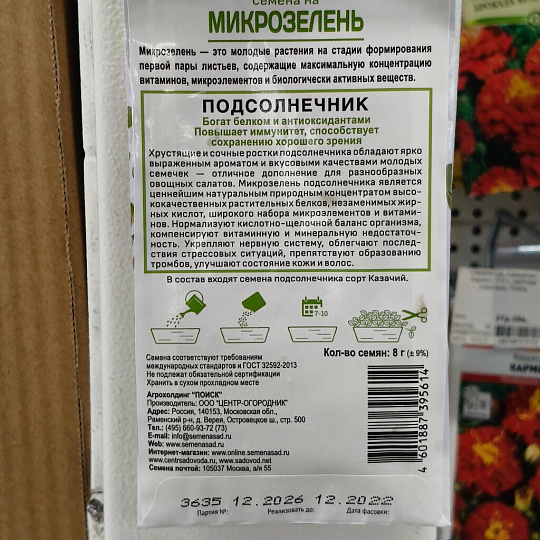 Семена на
МИКРОЗЕЛЕНЬ
Микрозелень — это молодые растения на стадии формирования
первой пары листьев, содержащие максимальную концентрацию
витаминов, микроэлементов и биологически активных веществ.
ПОДСОЛНЕЧНИК
Богат белком и антиоксидантами
Повышает иммунитет, способствует
сохранению хорошего зрения
Хрустящие и сочные ростки подсолнечника обладают ярко
выраженным ароматом и вкусовыми качествами молодых
семечек — отличное дополнение для разнообразных
овощных салатов. Микрозелень подсолнечника является
ценнейшим натуральным природным концентратом высо-
кокачественных растительных белков, незаменимых жир-
ных кислот, широкого набора микроэлементов и витами-
нов. Нормализуют кислотно-щелочной баланс организма,
компенсируют витаминную и минеральную недостаточ-
ность. Укрепляют нервную систему, облегчают послед-
ствия стрессовых ситуаций, препятствуют образованию
тромбов, улучшают состояние кожи и волос.
В состав входят семена подсолнечника сорт Казачий.
7-10
Кол-во семян: 8 г (± 9%)
Семена соответствуют требованиям
международных стандартов и ГОСТ 32592-2013
Не подлежат обязательной сертификации
Хранить в сухом прохладном месте
Агрохолдинг "ПОИСК"
Производитель: ООО "ЦЕНТР-ОГОРОДНИК"
Адрес: Россия, 140153, Московская обл.,
Раменский р-н, д. Верея, Островецкое ш., стр. 500
Тел.: (495) 660-93-72 (73)
E-mail: info@semenasad.ru
Web: www.semenasad.ru
Интернет-магазин: www.semenasad.online
www.centrsadovoda.ru, www.sadovod.net
Семена почтой: 105037 Москва, а/я 55
4 601887 395614
3635 12.2026 12.2022
Партия №: Реализовать до: Дата фасовки: